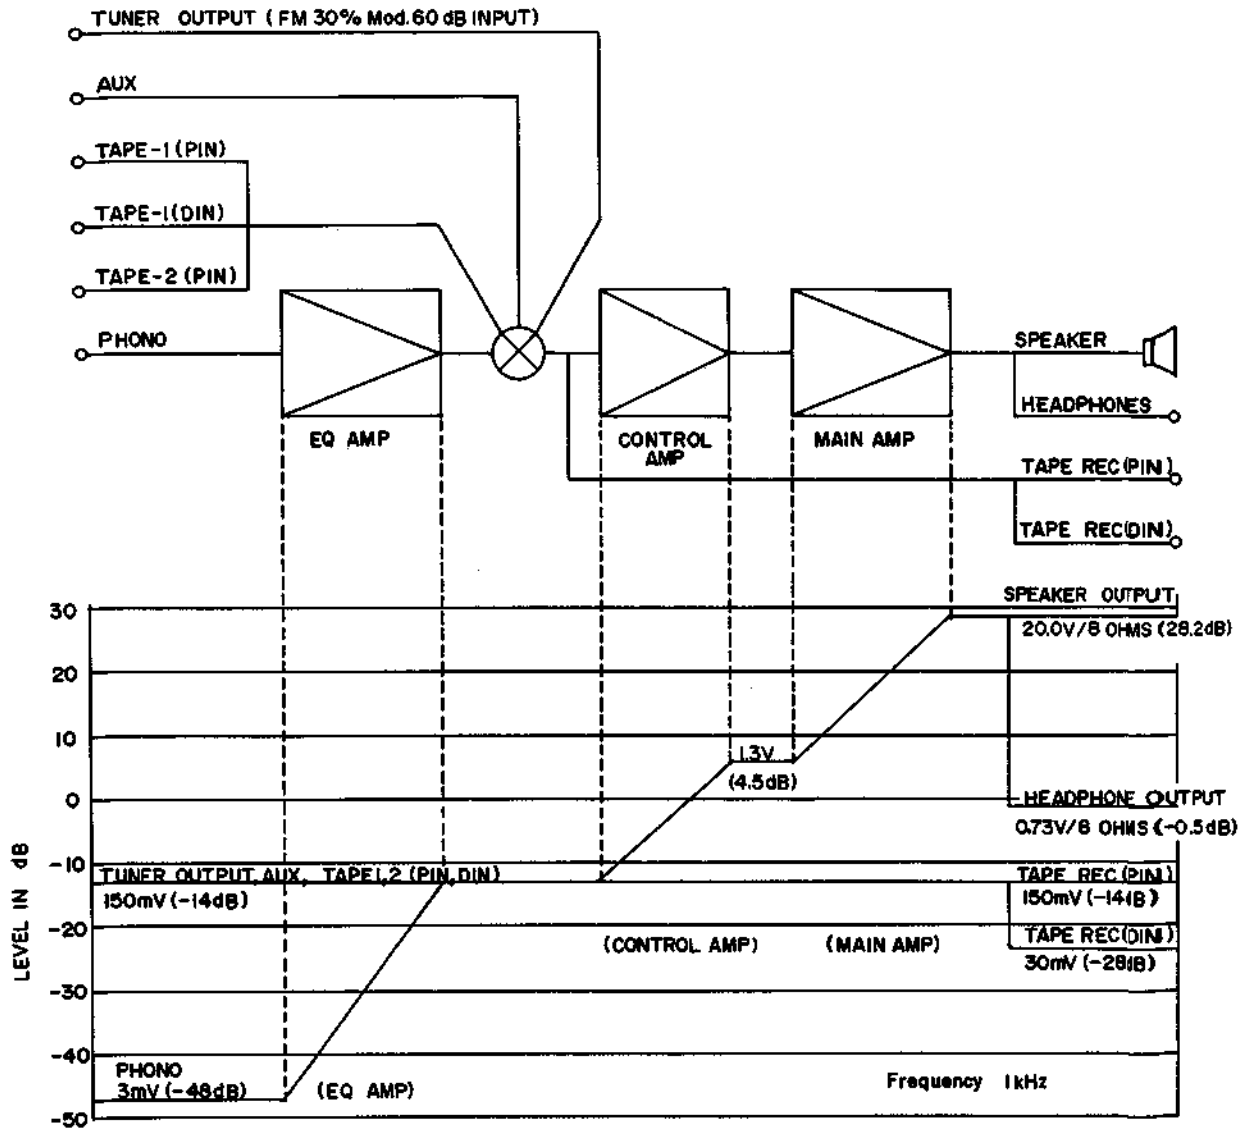 TUNER OUTPUT (FM 30% Mod. 60 dB INPUT)
AUX
TAPE-1 (PIN)
TAPE-1 (DIN)
TAPE-2 (PIN)
PHONO
EQ AMP
CONTROL
AMP
MAIN AMP
SPEAKER
HEADPHONES
TAPE REC (PIN)
TAPE REC (DIN)
SPEAKER OUTPUT
20.0V/8 OHMS (28.2dB)
30
20
10
0
-10
-20
-30
-40
-50
LEVEL IN dB
1.3V
(4.5dB)
HEADPHONE OUTPUT
0.73V/8 OHMS (-0.5dB)
TUNER OUTPUT, AUX, TAPE 1,2 (PIN, DIN)
150mV (-14dB)
TAPE REC (PIN)
150mV (-14dB)
TAPE REC (DIN)
30mV (-28dB)
(CONTROL AMP)
(MAIN AMP)
PHONO
3mV (-48dB)
(EQ AMP)
Frequency 1kHz